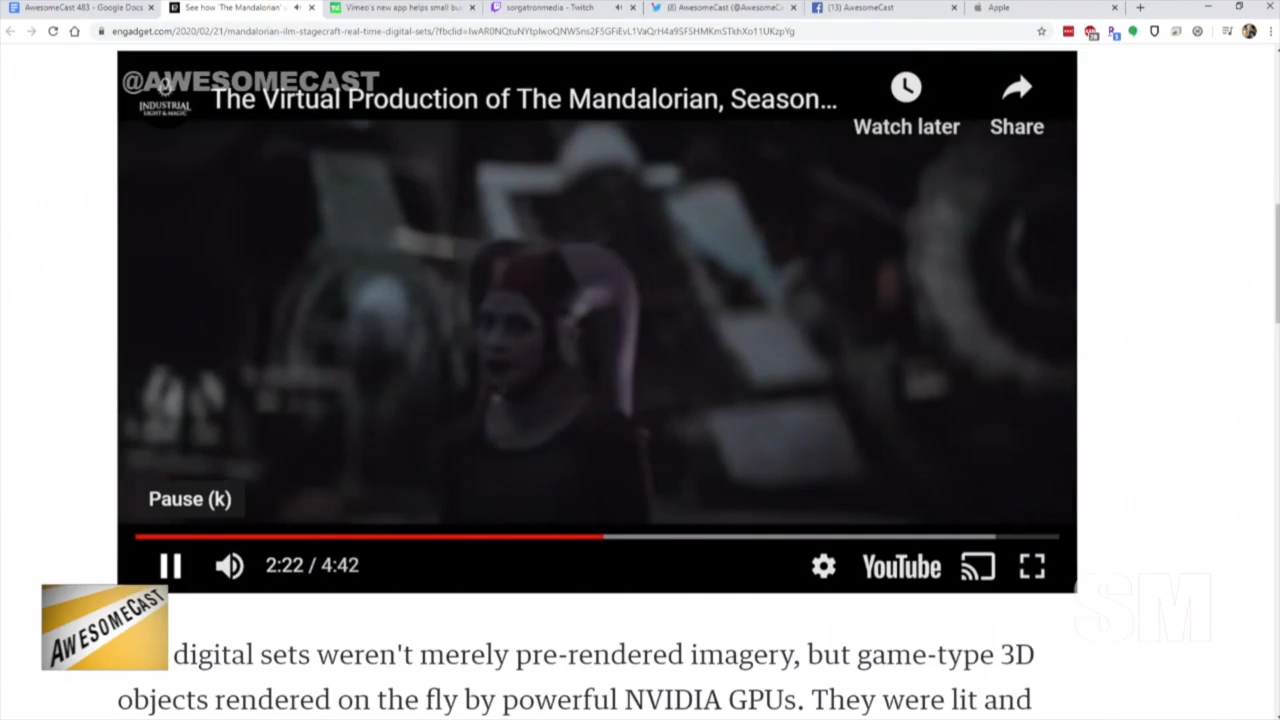 AwesomeCast 483 - Google Docs
See how 'The Mandalorian' u
Vimeo's new app helps small bu
sorgatronmedia - Twitch
(8) AwesomeCast (@AwesomeC
(13) AwesomeCast
Apple
engadget.com/2020/02/21/mandalorian-ilm-stagecraft-real-time-digital-sets/?fbclid=
@AWESOMECAST
INDUSTRIAL
LIGHT & MAGIC
The Virtual Production of The Mandalorian, Season...
Watch later
Share
Pause (k)
2:22 / 4:42
YouTube
AWESOMECAST
SM
digital sets weren't merely pre-rendered imagery, but game-type 3D
objects rendered on the fly by powerful NVIDIA GPUs. They were lit and